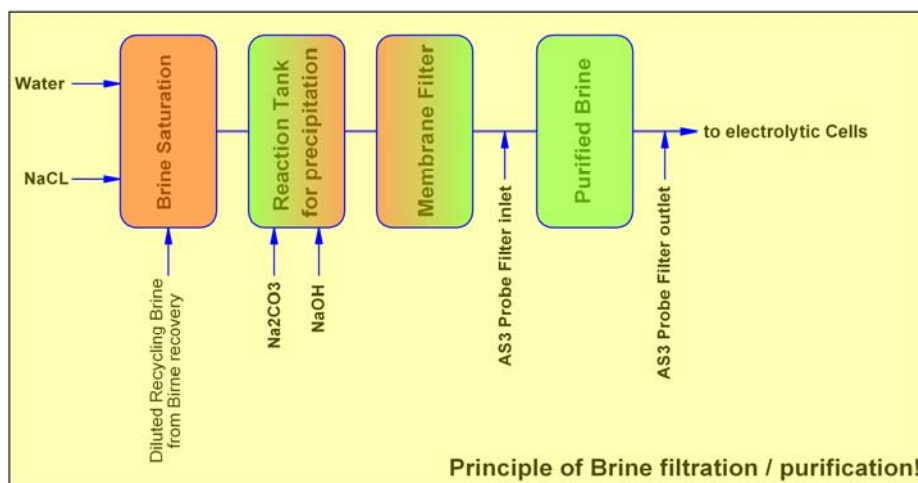 Water
NaCL
Brine Saturation
Diluted Recycling Brine
from Birne recovery
Reaction Tank
for precipitation
Na2CO3
NaOH
Membrane Filter
AS3 Probe Filter inlet
Purified Brine
AS3 Probe Filter outlet
to electrolytic Cells
Principle of Brine filtration / purification!